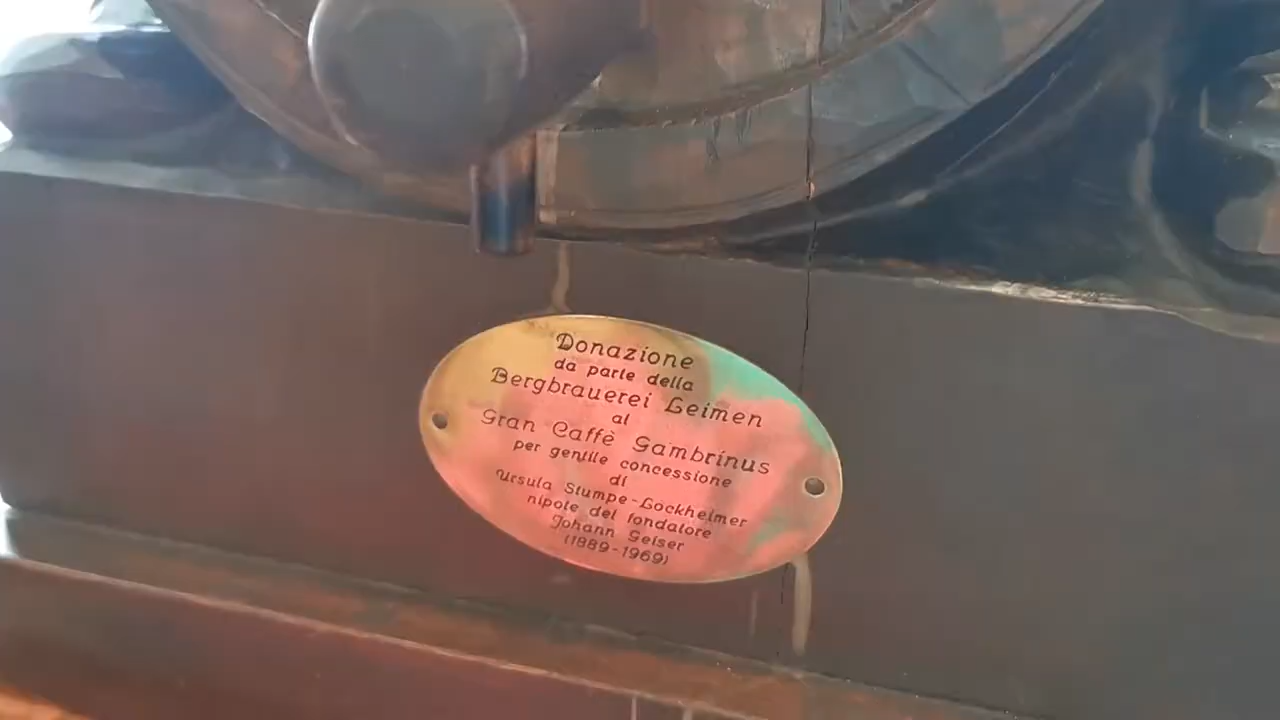 Donazione
da parte della
Bergbrauerei Leimen
al
Gran Caffè Gambrinus
per gentile concessione
di
Ursula Stumpe-Lockheimer
nipote del fondatore
Johann Geiser
(1889-1969)